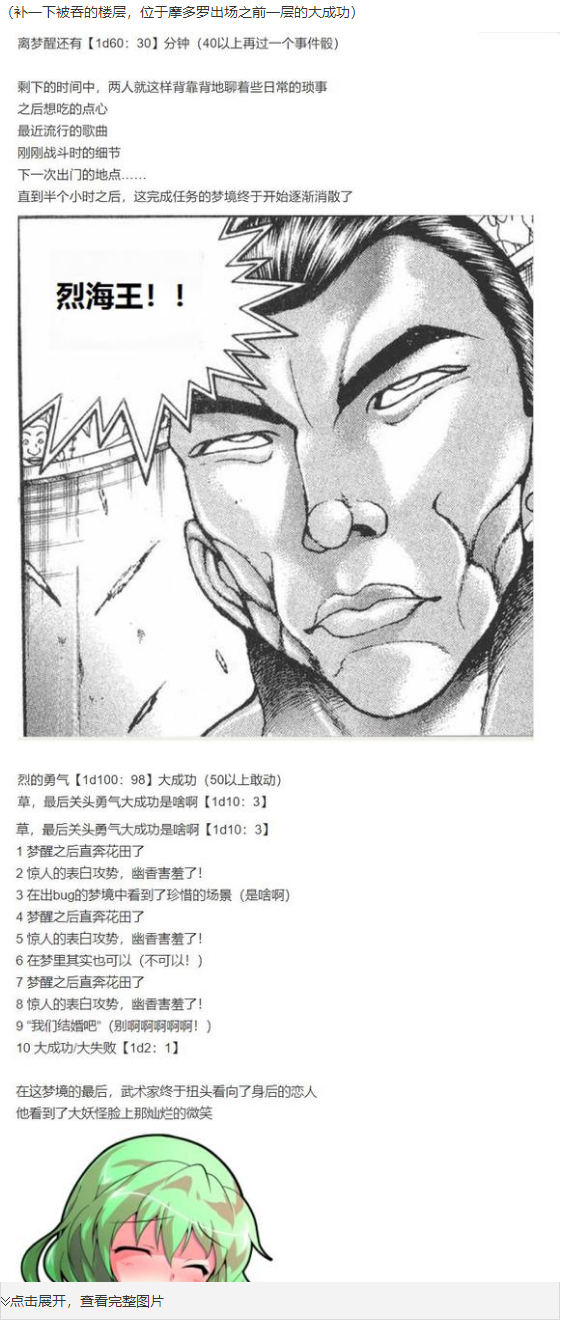 （补一下被吞的楼层，位于摩多罗出场之前一层的大成功）
离梦醒还有【1d60：30】分钟（40以上再过一个事件骰）
剩下的时间中，两人就这样背靠背地聊着些日常的琐事
之后想吃的点心
最近流行的歌曲
刚刚战斗时的细节
下一次出门的地点……
直到半个小时之后，这完成任务的梦境终于开始逐渐消散了
烈海王！！
烈的勇气【1d100：98】大成功（50以上敢动）
草，最后关头勇气大成功是啥啊【1d10：3】
草，最后关头勇气大成功是啥啊【1d10：3】
1 梦醒之后直奔花田了
2 惊人的表白攻势，幽香害羞了！
3 在出bug的梦境中看到了珍惜的场景（是啥啊）
4 梦醒之后直奔花田了
5 惊人的表白攻势，幽香害羞了！
6 在梦里其实也可以（不可以！）
7 梦醒之后直奔花田了
8 惊人的表白攻势，幽香害羞了！
9 “我们结婚吧”（别啊啊啊啊啊！）
10 大成功/大失败【1d2：1】
在这梦境的最后，武术家终于扭头看向了身后的恋人
他看到了大妖怪脸上那灿烂的微笑
点击展开，查看完整图片